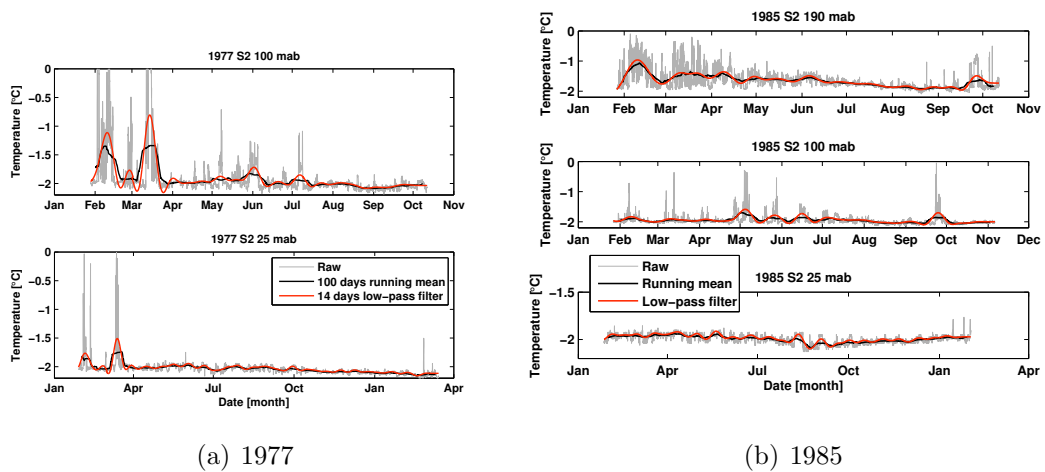 1977 S2 100 mab
Temperature [°C]
0
−0.5
−1
−1.5
−2
Jan Feb Mar Apr May Jun Jul Aug Sep Oct Nov
1977 S2 25 mab
Temperature [°C]
0
−0.5
−1
−1.5
−2
Raw
100 days running mean
14 days low−pass filter
Jan Apr Jul Oct Jan Apr
Date [month]
(a) 1977
1985 S2 190 mab
Temperature [°C]
0
−1
−2
Jan Feb Mar Apr May Jun Jul Aug Sep Oct Nov
1985 S2 100 mab
Temperature [°C]
0
−1
−2
Jan Feb Mar Apr May Jun Jul Aug Sep Oct Nov Dec
1985 S2 25 mab
Temperature [°C]
−1.5
−2
Raw
Running mean
Low−pass filter
Jan Apr Jul Oct Jan Apr
Date [month]
(b) 1985